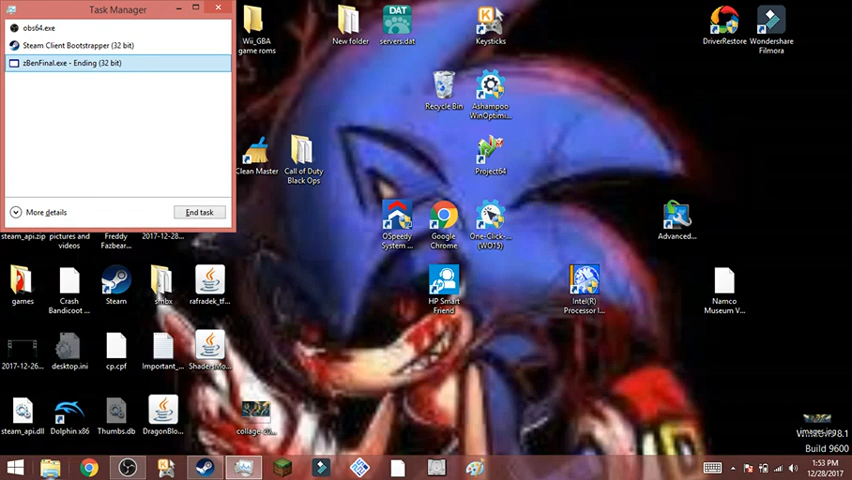 Task Manager
obs64.exe
Steam Client Bootstrapper (32 bit)
zBenFinal.exe - Ending (32 bit)
More details
End task
Wii_GBA
game roms
New folder
DAT
servers.dat
Keysticks
DriverRestore
Wondershare
Filmora
Recycle Bin
Ashampoo
WinOptimi...
Clean Master
Call of Duty
Black Ops
Project64
steam_api.zip
pictures and
videos
Freddy
Fazbear...
2017-12-28...
OSpeedy
System ...
Google
Chrome
One-Click-...
(WO15)
Advanced...
games
Crash
Bandicoot ...
Steam
smbx
rafradek_tf...
HP Smart
Friend
Intel(R)
Processor I...
Namco
Museum V...
2017-12-26...
desktop.ini
cp.cpf
Important_...
ShadersMo...
steam_api.dll
Dolphin x86
Thumbs.db
DragonBlo...
Build 9600
1:53 PM
12/28/2017